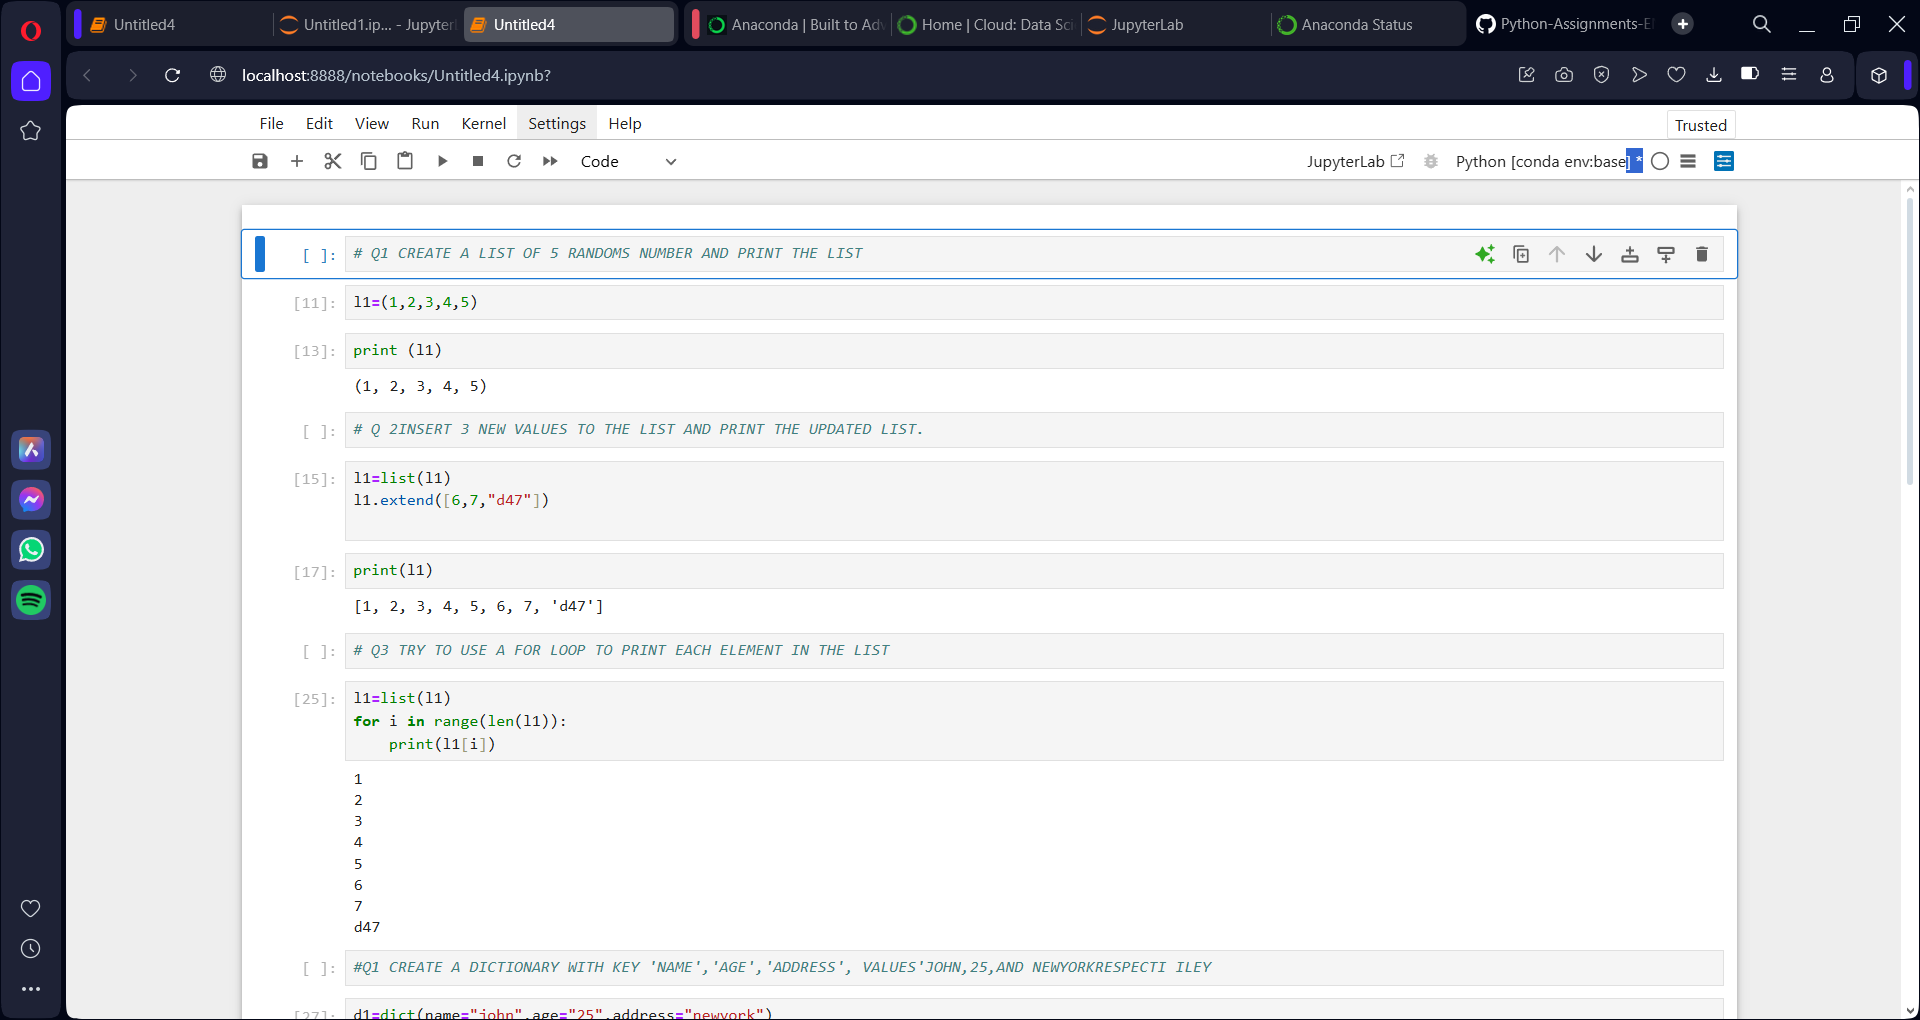 Untitled4
Untitled1.ip... - Jupyter
Untitled4
Anaconda | Built to Adv
Home | Cloud: Data Sci
JupyterLab
Anaconda Status
Python-Assignments-E
localhost:8888/notebooks/Untitled4.ipynb?
File Edit View Run Kernel Settings Help
Trusted
Code
JupyterLab
Python [conda env:base] *
[ ]: # Q1 CREATE A LIST OF 5 RANDOMS NUMBER AND PRINT THE LIST
[11]: l1=(1,2,3,4,5)
[13]: print (l1)
(1, 2, 3, 4, 5)
[ ]: # Q 2INSERT 3 NEW VALUES TO THE LIST AND PRINT THE UPDATED LIST.
[15]: l1=list(l1)
l1.extend([6,7,"d47"])
[17]: print(l1)
[1, 2, 3, 4, 5, 6, 7, 'd47']
[ ]: # Q3 TRY TO USE A FOR LOOP TO PRINT EACH ELEMENT IN THE LIST
[25]: l1=list(l1)
for i in range(len(l1)):
print(l1[i])
1
2
3
4
5
6
7
d47
[ ]: #Q1 CREATE A DICTIONARY WITH KEY 'NAME','AGE','ADDRESS', VALUES'JOHN,25,AND NEWYORKRESPECTI ILEY
[27]: d1=dict(name="john",age="25",address="newyork")